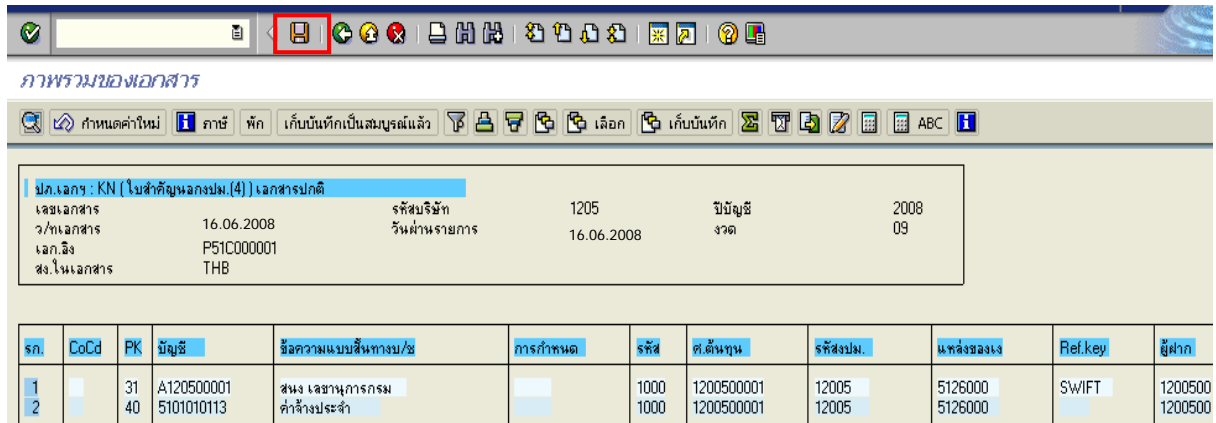 ภาพรวมของเอกสาร
กำหนดค่าใหม่ ภาษี พัก เก็บบันทึกเป็นสมบูรณ์แล้ว เลือก เก็บบันทึก ABC
ปภ.เอกฯ : KN ( ใบสำคัญนอกงปม.(4) ) เอกสารปกติ
เลขเอกสาร รหัสบริษัท 1205 ปีบัญชี 2008
ว/ทเอกสาร 16.06.2008 วันผ่านรายการ 16.06.2008 งวด 09
เอก.อิง P51C000001
สง.ในเอกสาร THB
รก. CoCd PK บัญชี ข้อความแบบสั้นทางบ/ช การกำหนด รหัส ศ.ต้นทุน รหัสงปม. แหล่งของเง Ref.key ผู้ฝาก
1 31 A120500001 สนง เลขานุการกรม 1000 1200500001 12005 5126000 SWIFT 1200500
2 40 5101010113 ค่าจ้างประจำ 1000 1200500001 12005 5126000 1200500